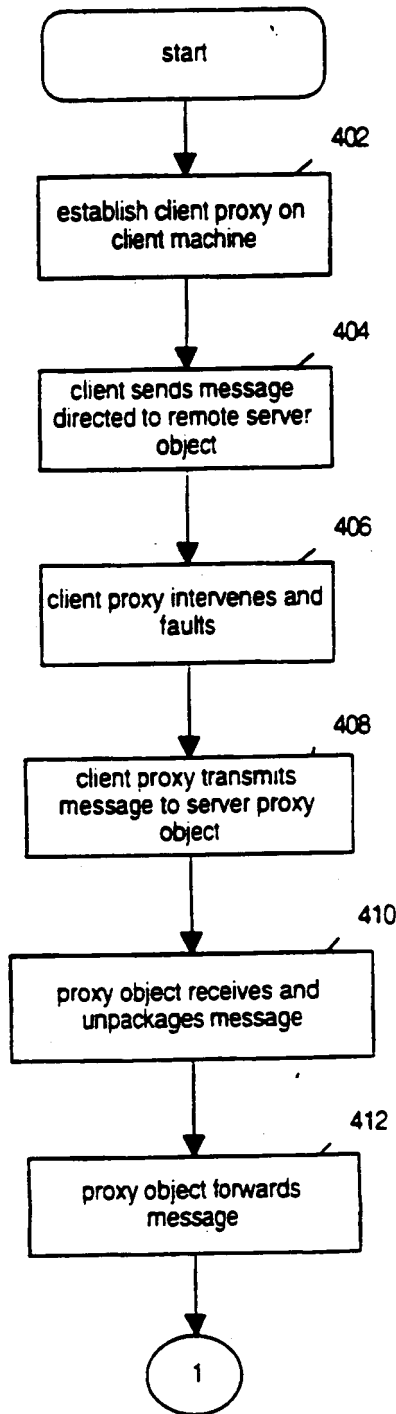 start
402
establish client proxy on
client machine
404
client sends message
directed to remote server
object
406
client proxy intervenes and
faults
408
client proxy transmits
message to server proxy
object
410
proxy object receives and
unpackages message
412
proxy object forwards
message
1